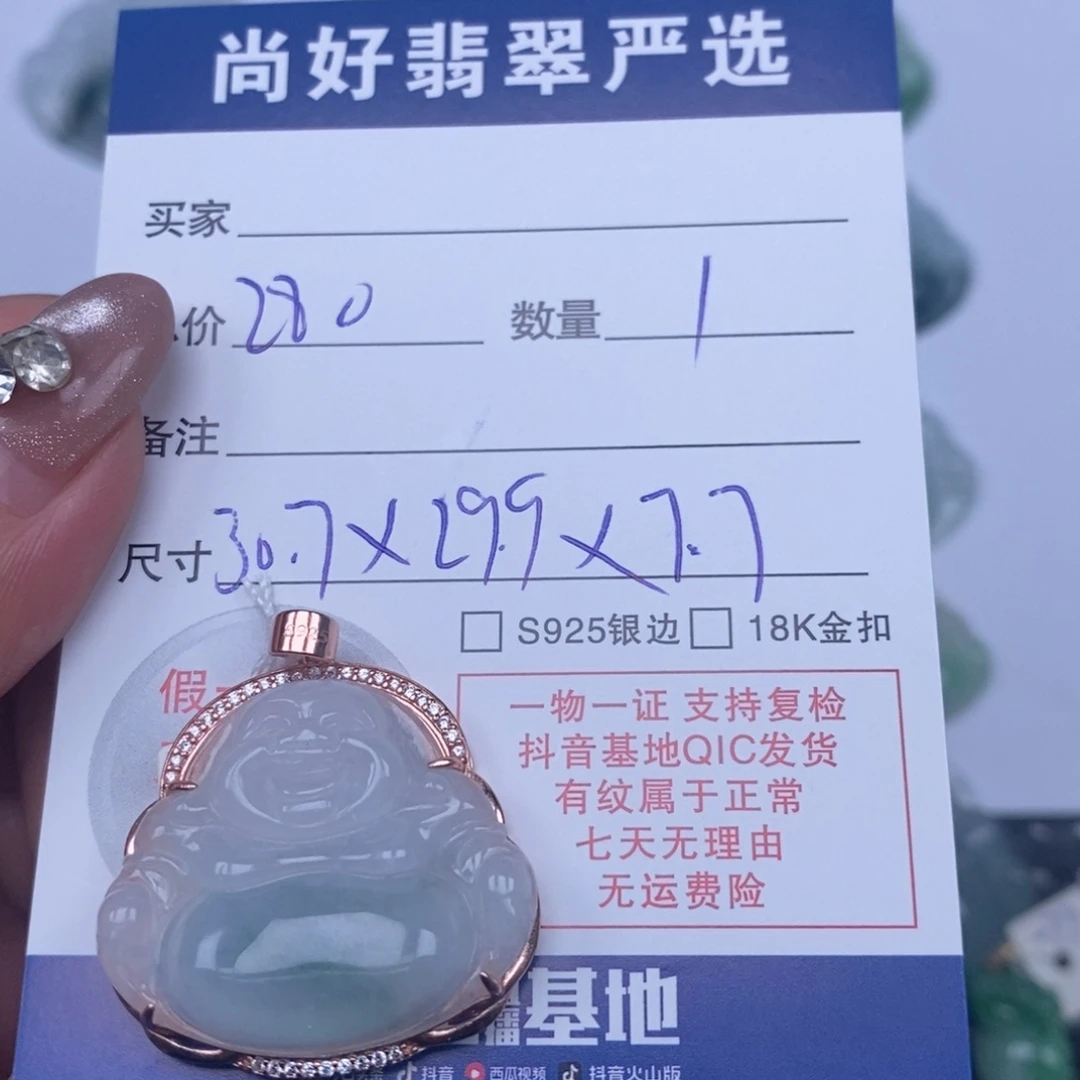 尚好翡翠严选
买家
价 280 数量 1
备注
尺寸 30.7×29.9×7.7
S925银边 18K金扣
S925
假一
一物一证 支持复检
抖音基地QIC发货
有纹属于正常
七天无理由
无运费险
播基地
抖音 西瓜视频 抖音火山版